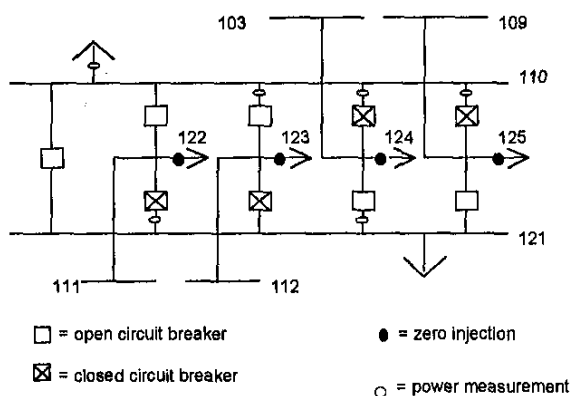 103
109
110
122
123
124
125
121
111
112
= open circuit breaker
= zero injection
= closed circuit breaker
= power measurement